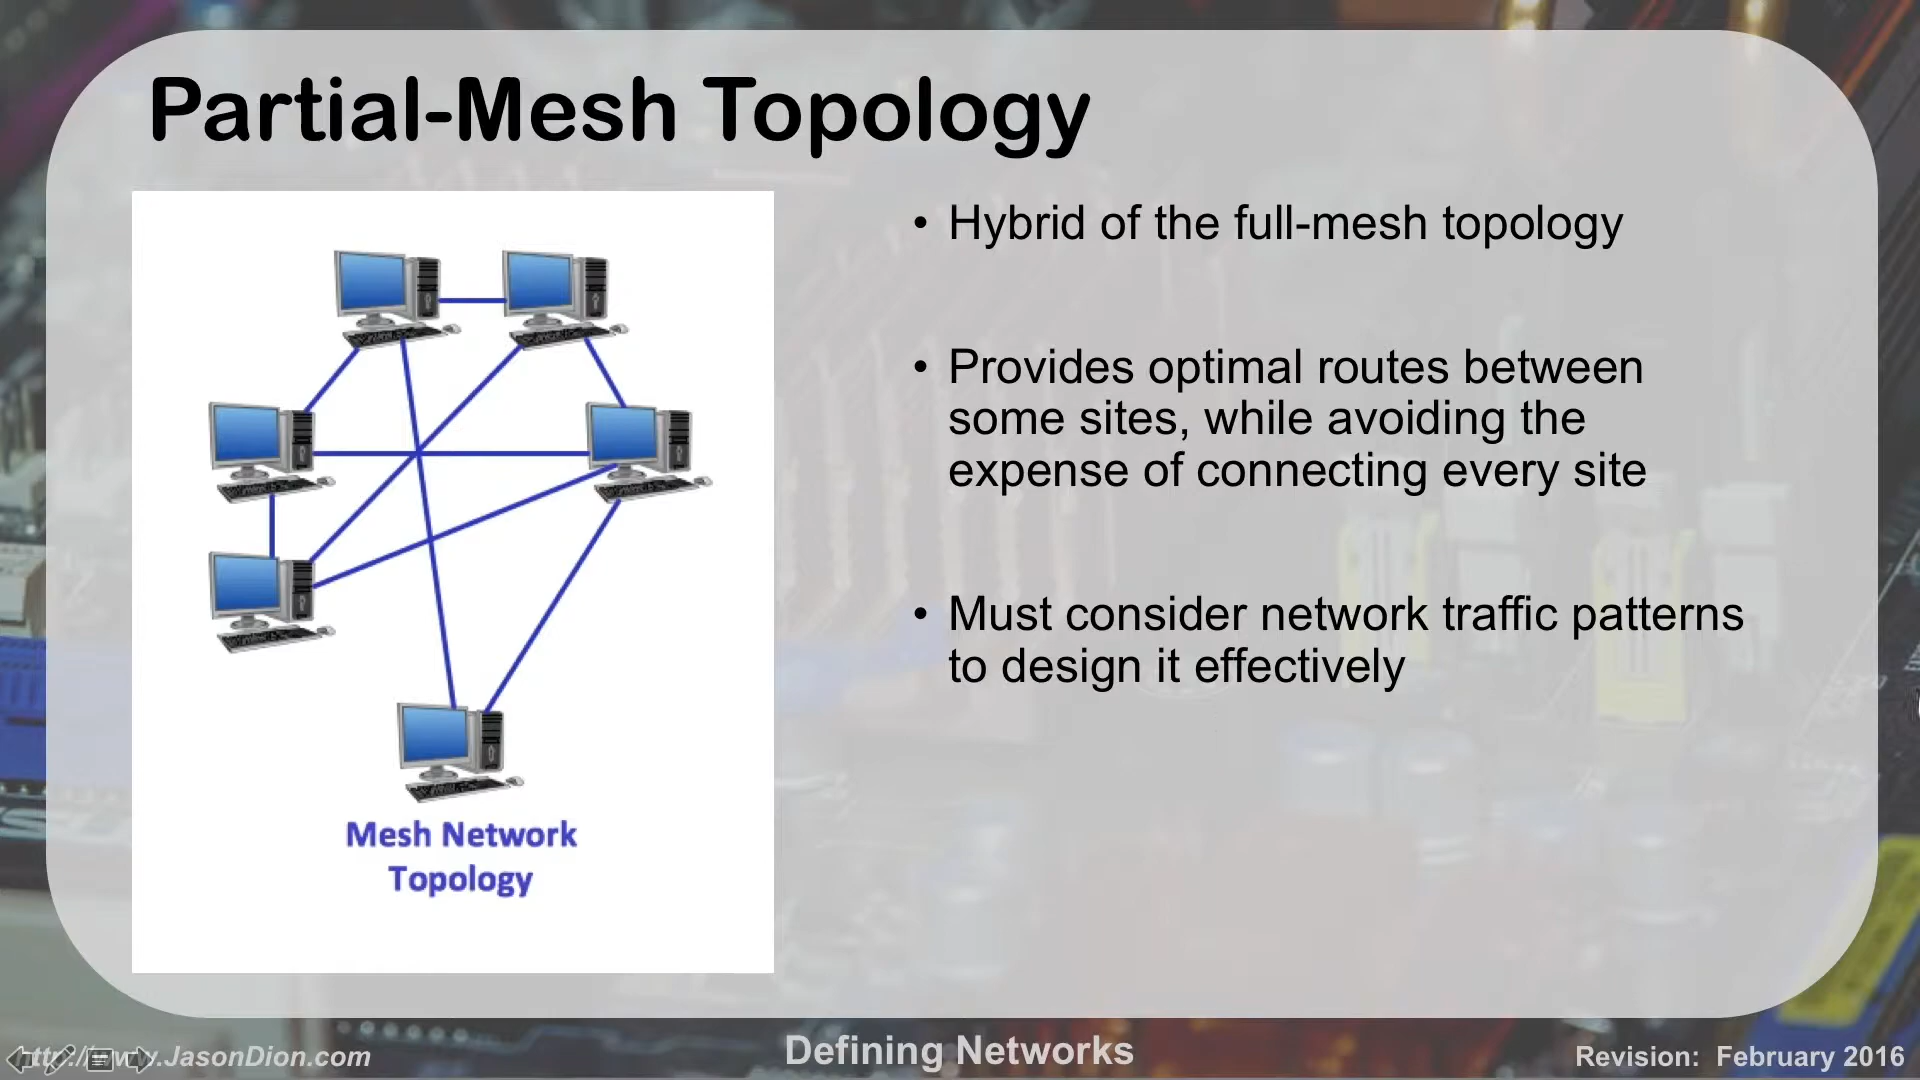 Partial-Mesh Topology
• Hybrid of the full-mesh topology
• Provides optimal routes between
some sites, while avoiding the
expense of connecting every site
• Must consider network traffic patterns
to design it effectively
Mesh Network
Topology
http://www.JasonDion.com
Defining Networks
Revision: February 2016